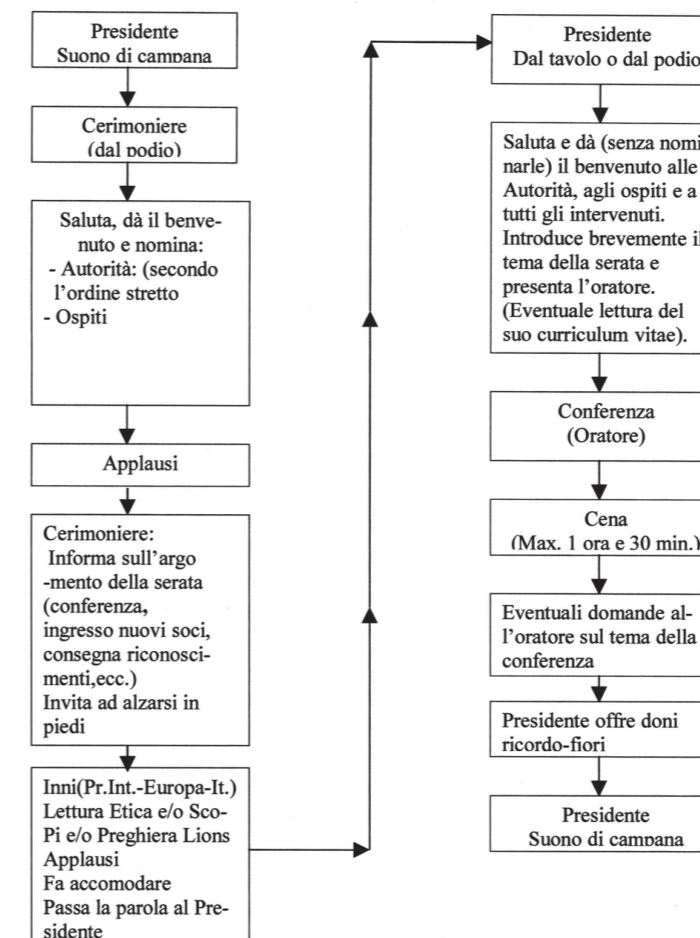 Presidente
Suono di campana
Cerimoniere
(dal podio)
Saluta, dà il benve-
nuto e nomina:
- Autorità: (secondo
l'ordine stretto
- Ospiti
Applausi
Cerimoniere:
Informa sull'argo
-mento della serata
(conferenza,
ingresso nuovi soci,
consegna riconosci-
menti,ecc.)
Invita ad alzarsi in
piedi
Inni(Pr.Int.-Europa-It.)
Lettura Etica e/o Sco-
Pi e/o Preghiera Lions
Applausi
Fa accomodare
Passa la parola al Pre-
sidente
Presidente
Dal tavolo o dal podio
Saluta e dà (senza nomi
narle) il benvenuto alle
Autorità, agli ospiti e a
tutti gli intervenuti.
Introduce brevemente il
tema della serata e
presenta l'oratore.
(Eventuale lettura del
suo curriculum vitae).
Conferenza
(Oratore)
Cena
(Max. 1 ora e 30 min.)
Eventuali domande al-
l'oratore sul tema della
conferenza
Presidente offre doni
ricordo-fiori
Presidente
Suono di campana